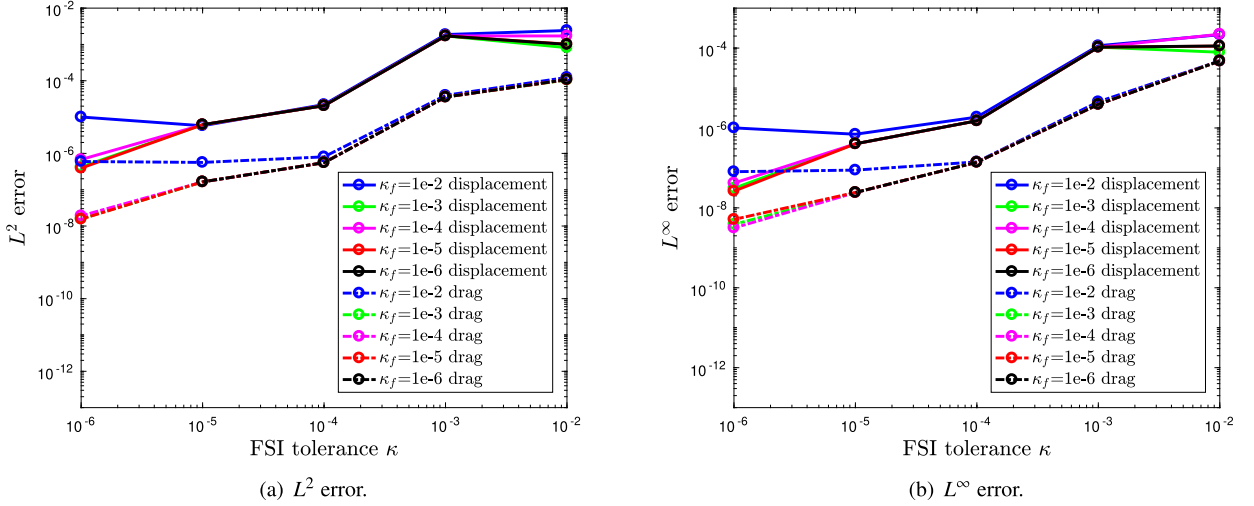 10^-2
10^-4
10^-6
10^-8
10^-10
10^-12
L^2 error
κ_f=1e-2 displacement
κ_f=1e-3 displacement
κ_f=1e-4 displacement
κ_f=1e-5 displacement
κ_f=1e-6 displacement
κ_f=1e-2 drag
κ_f=1e-3 drag
κ_f=1e-4 drag
κ_f=1e-5 drag
κ_f=1e-6 drag
10^-6 10^-5 10^-4 10^-3 10^-2
FSI tolerance κ
(a) L^2 error.
10^-4
10^-6
10^-8
10^-10
10^-12
L^∞ error
κ_f=1e-2 displacement
κ_f=1e-3 displacement
κ_f=1e-4 displacement
κ_f=1e-5 displacement
κ_f=1e-6 displacement
κ_f=1e-2 drag
κ_f=1e-3 drag
κ_f=1e-4 drag
κ_f=1e-5 drag
κ_f=1e-6 drag
10^-6 10^-5 10^-4 10^-3 10^-2
FSI tolerance κ
(b) L^∞ error.